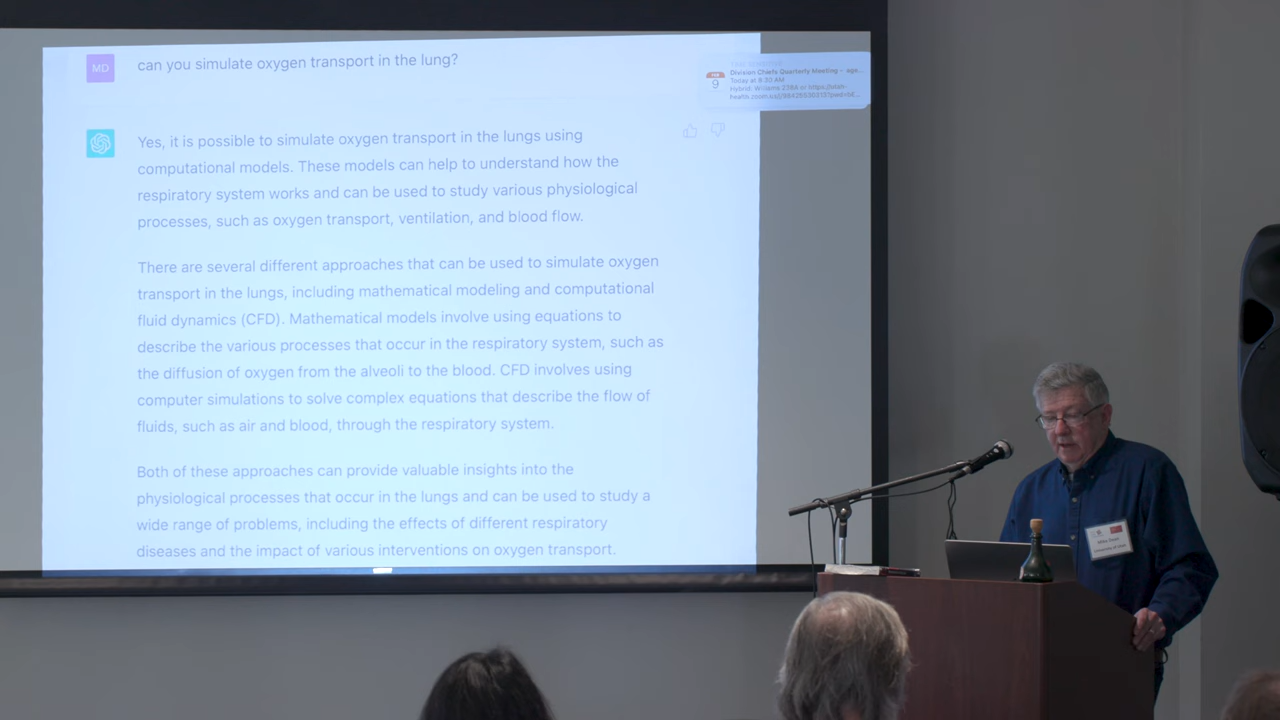 MD
can you simulate oxygen transport in the lung?
Division Chiefs Quarterly Meeting -
Today at 8:30 AM
9
Yes, it is possible to simulate oxygen transport in the lungs using
computational models. These models can help to understand how the
respiratory system works and can be used to study various physiological
processes, such as oxygen transport, ventilation, and blood flow.
There are several different approaches that can be used to simulate oxygen
transport in the lungs, including mathematical modeling and computational
fluid dynamics (CFD). Mathematical models involve using equations to
describe the various processes that occur in the respiratory system, such as
the diffusion of oxygen from the alveoli to the blood. CFD involves using
computer simulations to solve complex equations that describe the flow of
fluids, such as air and blood, through the respiratory system.
Both of these approaches can provide valuable insights into the
physiological processes that occur in the lungs and can be used to study a
wide range of problems, including the effects of different respiratory
diseases and the impact of various interventions on oxygen transport.
University of Utah